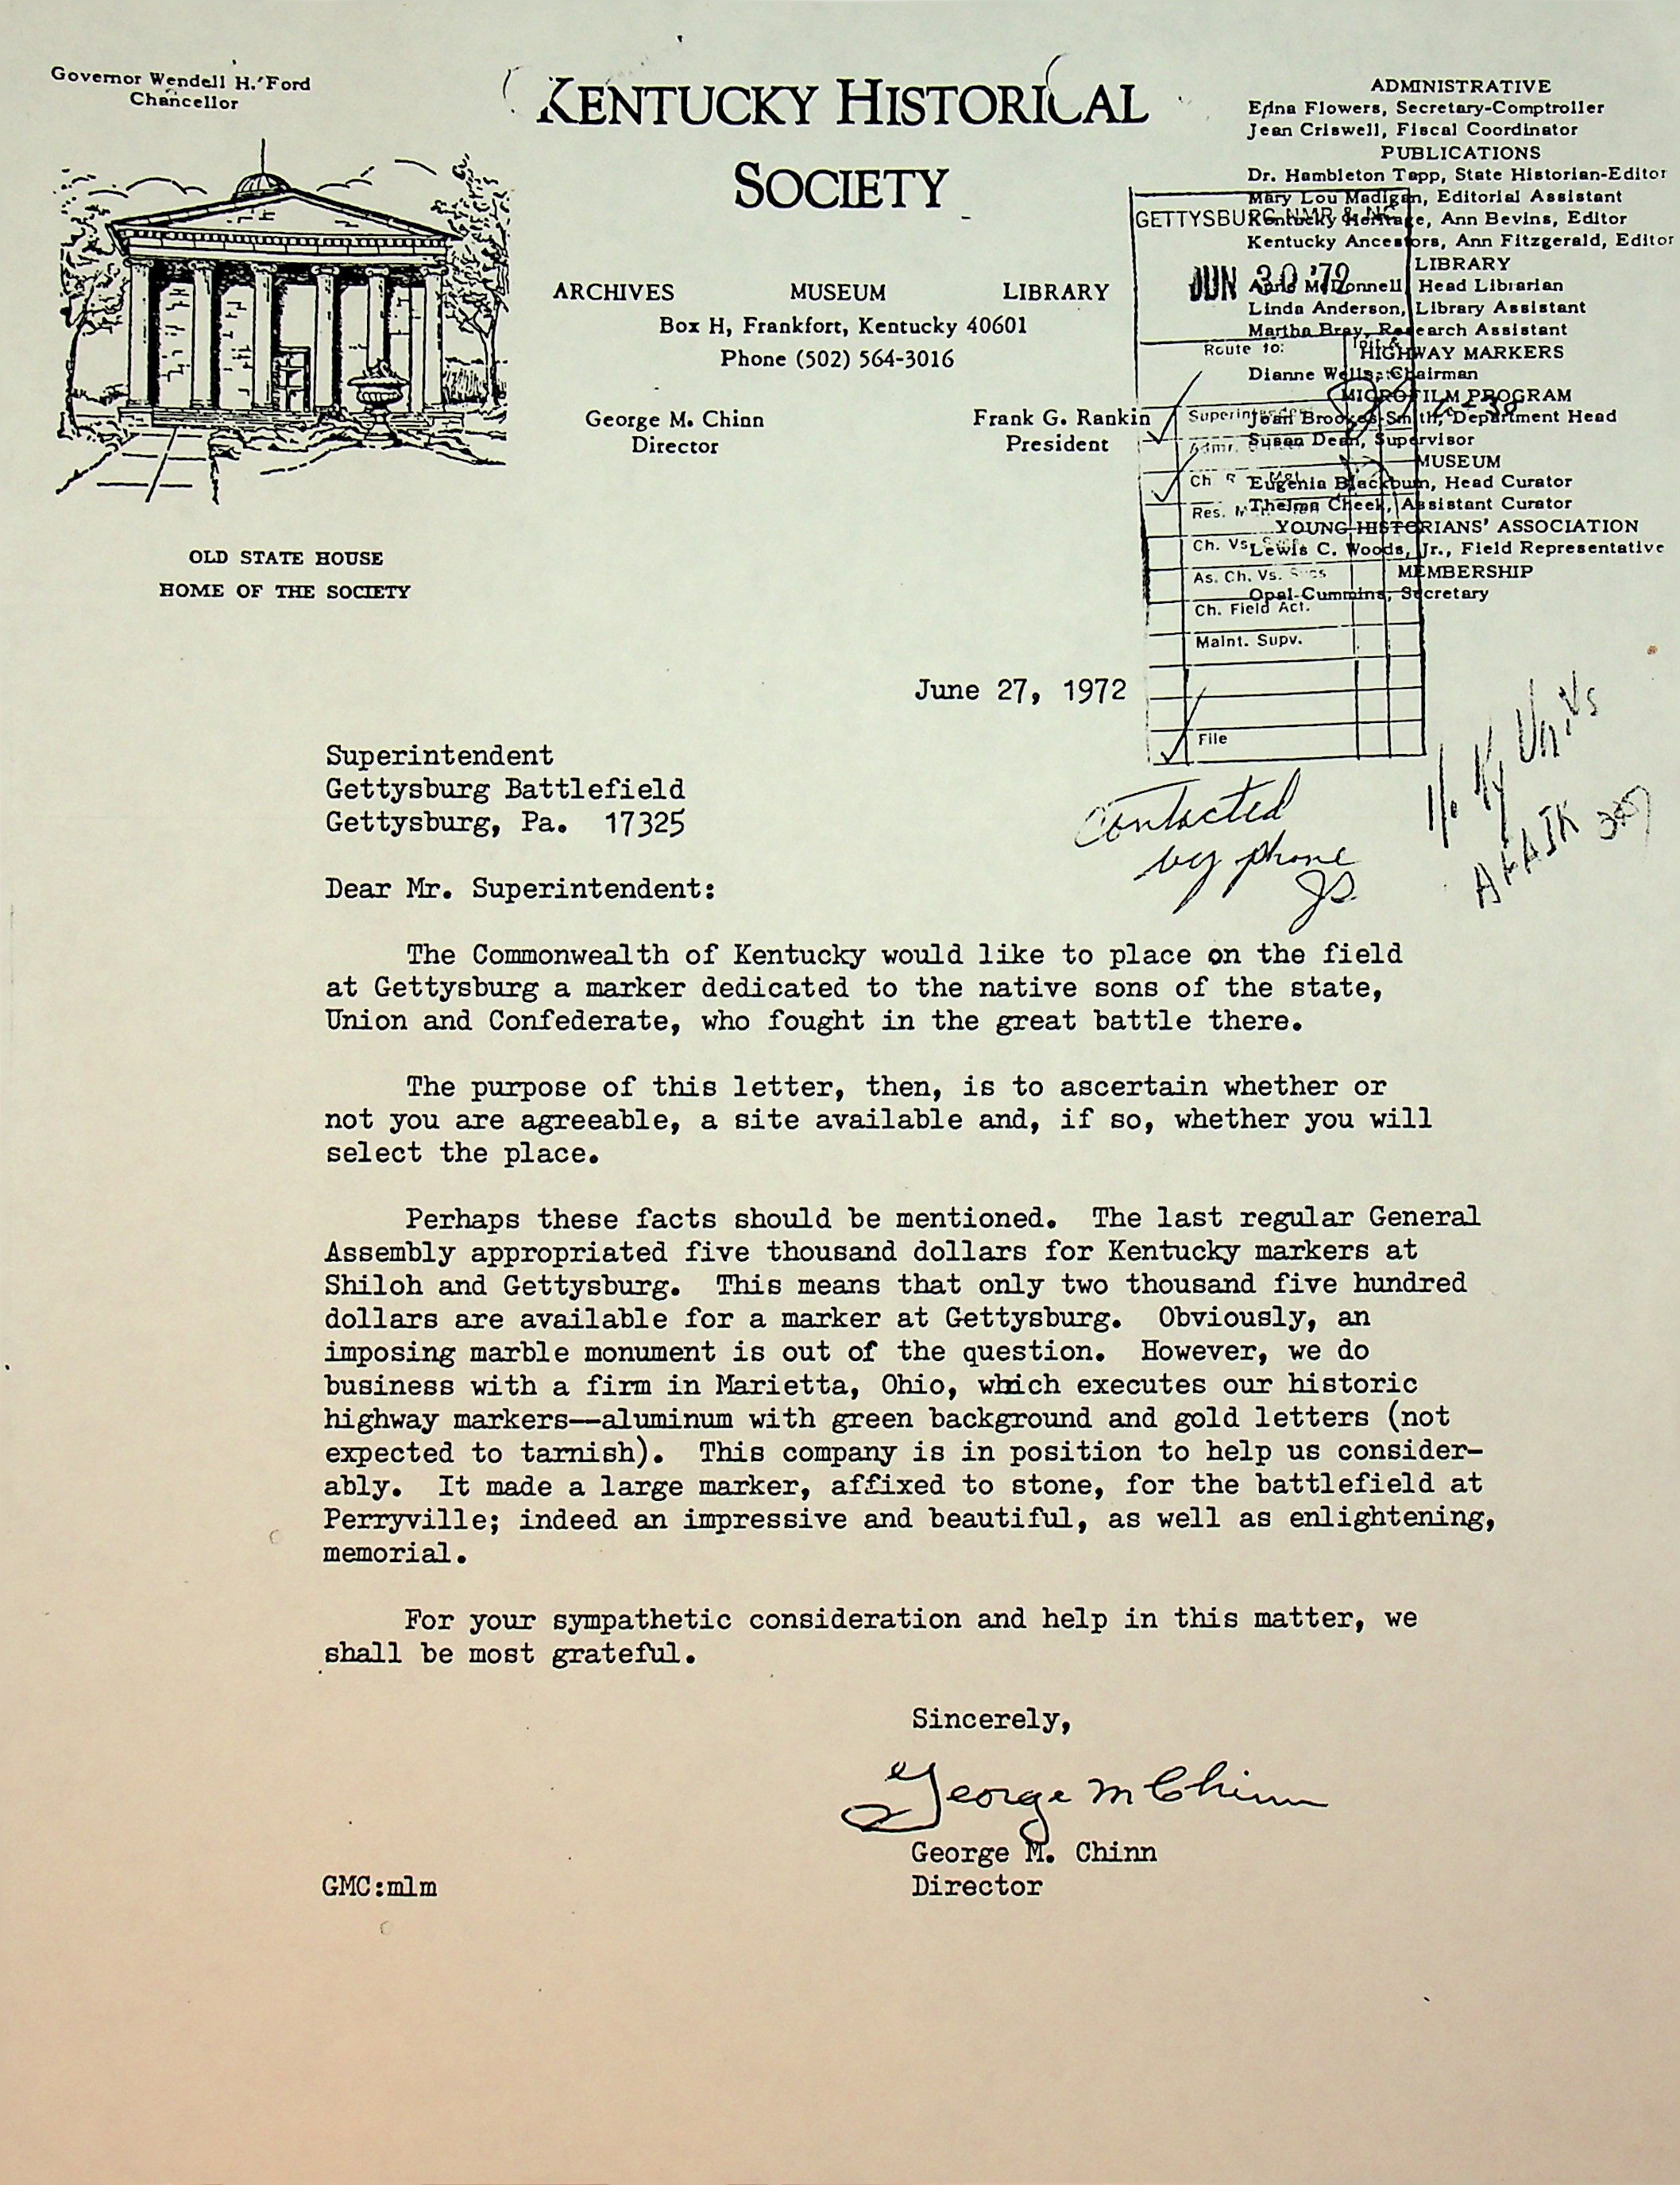 Governor Wendell H. Ford
Chancellor
KENTUCKY HISTORICAL
SOCIETY
ARCHIVES MUSEUM LIBRARY
Box H, Frankfort, Kentucky 40601
Phone (502) 564-3016
George M. Chinn
Director
Frank G. Rankin
President
OLD STATE HOUSE
HOME OF THE SOCIETY
ADMINISTRATIVE
Edna Flowers, Secretary-Comptroller
Jean Criswell, Fiscal Coordinator
PUBLICATIONS
Dr. Hambleton Tapp, State Historian-Editor
Mary Lou Madigan, Editorial Assistant
Kentucky Heritage, Ann Bevins, Editor
Kentucky Ancestors, Ann Fitzgerald, Editor
LIBRARY
Anne McDonnell, Head Librarian
Linda Anderson, Library Assistant
Martha Bray, Research Assistant
HIGHWAY MARKERS
Dianne Wells, Chairman
MICROFILM PROGRAM
Joan Brookes-Smith, Department Head
Susan Dean, Supervisor
MUSEUM
Eugenia Blackburn, Head Curator
Thelma Cheek, Assistant Curator
YOUNG HISTORIANS' ASSOCIATION
Lewis C. Woods, Jr., Field Representative
MEMBERSHIP
Opal Cummins, Secretary
GETTYSBURG NMP & NC
JUN 30 '72
Route to:
Superintendent
Ch. Vs.
As. Ch. Vs. Svcs
Ch. Field Act.
Maint. Supv.
File
Contacted
by phone
JS
Ky Units
AFAIK
June 27, 1972
Superintendent
Gettysburg Battlefield
Gettysburg, Pa. 17325
Dear Mr. Superintendent:
The Commonwealth of Kentucky would like to place on the field
at Gettysburg a marker dedicated to the native sons of the state,
Union and Confederate, who fought in the great battle there.
The purpose of this letter, then, is to ascertain whether or
not you are agreeable, a site available and, if so, whether you will
select the place.
Perhaps these facts should be mentioned. The last regular General
Assembly appropriated five thousand dollars for Kentucky markers at
Shiloh and Gettysburg. This means that only two thousand five hundred
dollars are available for a marker at Gettysburg. Obviously, an
imposing marble monument is out of the question. However, we do
business with a firm in Marietta, Ohio, which executes our historic
highway markers--aluminum with green background and gold letters (not
expected to tarnish). This company is in position to help us consider-
ably. It made a large marker, affixed to stone, for the battlefield at
Perryville; indeed an impressive and beautiful, as well as enlightening,
memorial.
For your sympathetic consideration and help in this matter, we
shall be most grateful.
Sincerely,
George M Chinn
George M. Chinn
Director
GMC:mlm